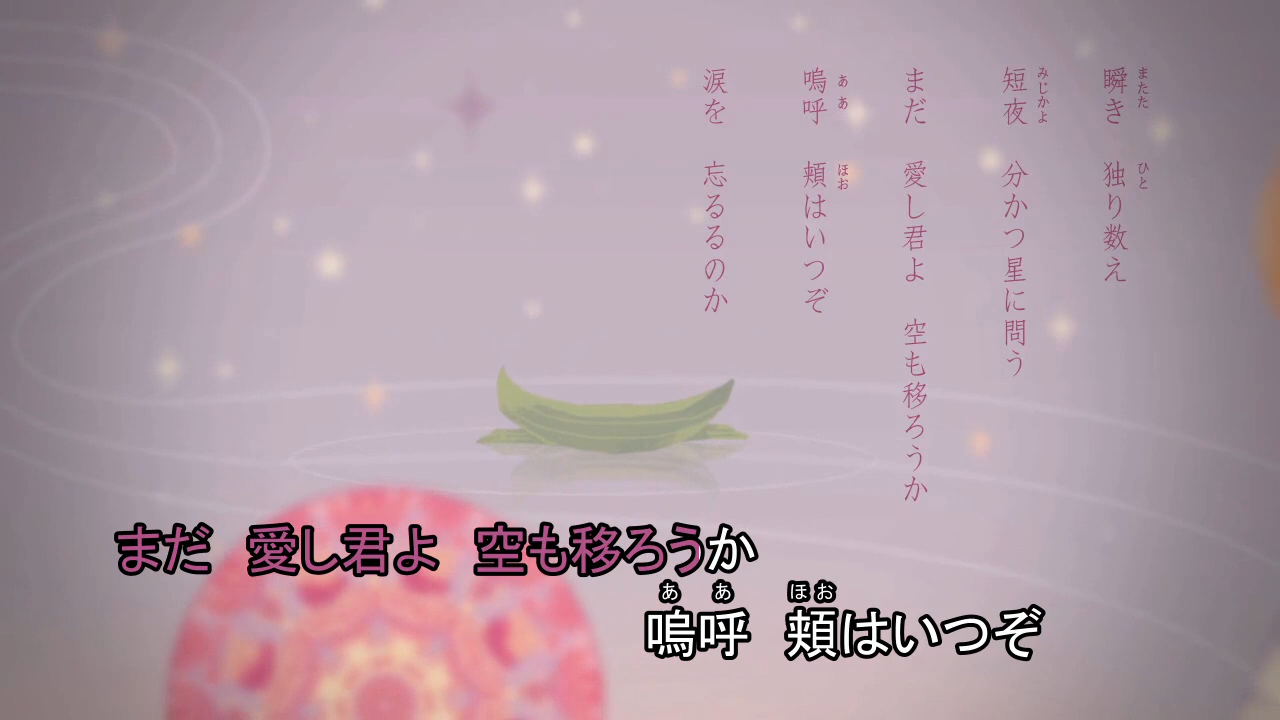 瞬き　独り数え
短夜　分かつ星に問う
まだ　愛し君よ　空も移ろうか
嗚呼　頬はいつぞ
涙を　忘るるのか
まだ　愛し君よ　空も移ろうか
嗚呼　頬はいつぞ